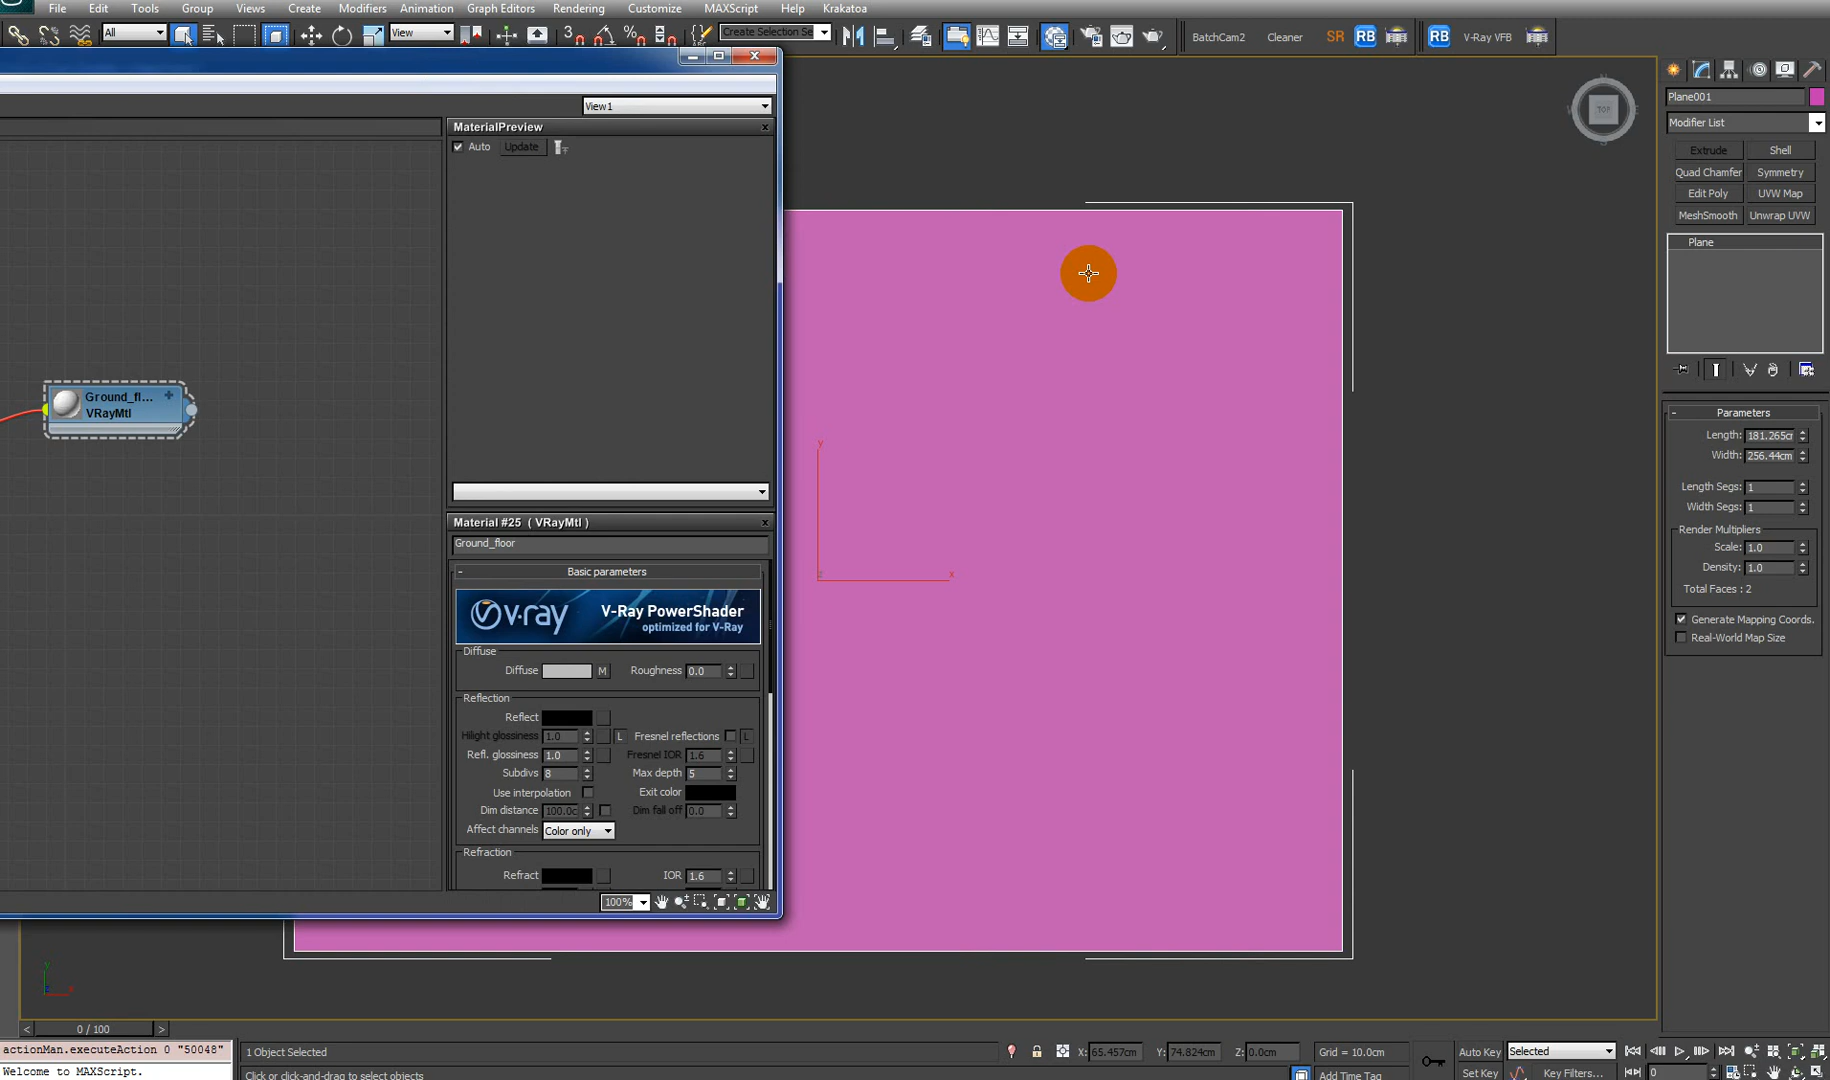 File Edit Tools Group Views Create Modifiers Animation Graph Editors Rendering Customize MAXScript Help Krakatoa
All View Create Selection Se BatchCam2 Cleaner SR RB RB V-Ray VFB
View1
MaterialPreview
Auto Update
Ground_fl...
VRayMtl
Material #25 ( VRayMtl )
Ground_floor
- Basic parameters
v·ray V-Ray PowerShader
optimized for V-Ray
Diffuse
Diffuse M Roughness 0.0
Reflection
Reflect
Hilight glossiness 1.0 L Fresnel reflections L
Refl. glossiness 1.0 Fresnel IOR 1.6
Subdivs 8 Max depth 5
Use interpolation Exit color
Dim distance 100.0c Dim fall off 0.0
Affect channels Color only
Refraction
Refract IOR 1.6
100%
y
z x
y
x
TOP
Plane001
Modifier List
Extrude Shell
Quad Chamfer Symmetry
Edit Poly UVW Map
MeshSmooth Unwrap UVW
Plane
- Parameters
Length: 181.265cr
Width: 256.44cm
Length Segs: 1
Width Segs: 1
Render Multipliers
Scale: 1.0
Density: 1.0
Total Faces : 2
Generate Mapping Coords.
Real-World Map Size
< 0 / 100 >
actionMan.executeAction 0 "50048"
Welcome to MAXScript.
1 Object Selected
Click or click-and-drag to select objects
X: 65.457cm Y: 74.824cm Z: 0.0cm Grid = 10.0cm
Add Time Tag
Auto Key Selected
Set Key Key Filters... 0